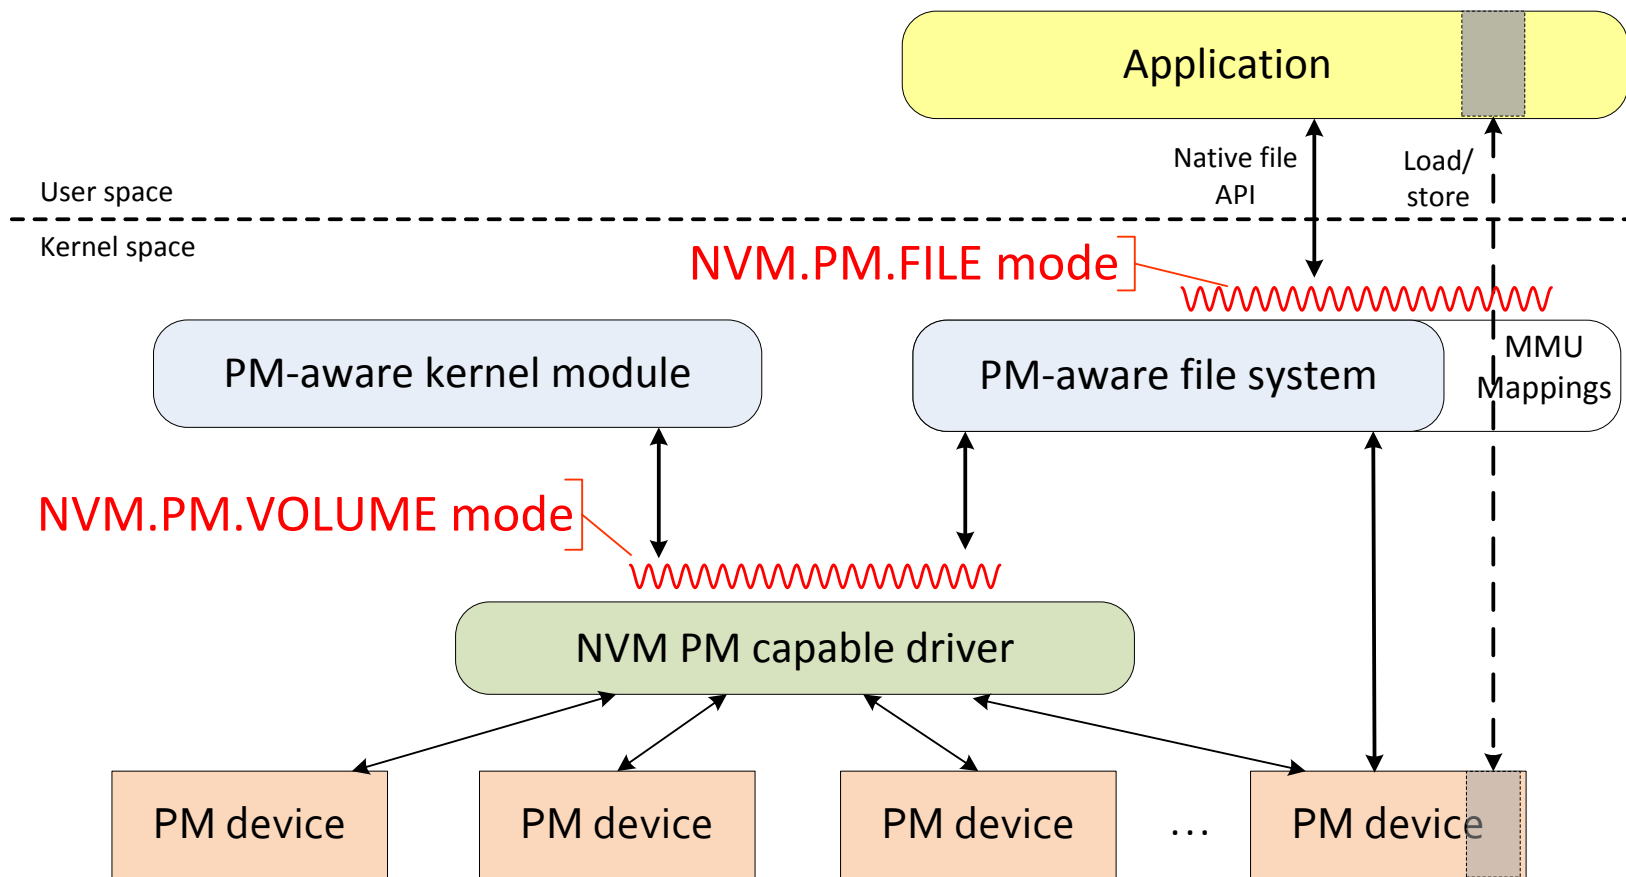 Application
Native file
API
Load/
store
User space
Kernel space
NVM.PM.FILE mode
PM-aware kernel module
PM-aware file system
MMU
Mappings
NVM.PM.VOLUME mode
NVM PM capable driver
PM device
PM device
PM device
...
PM device